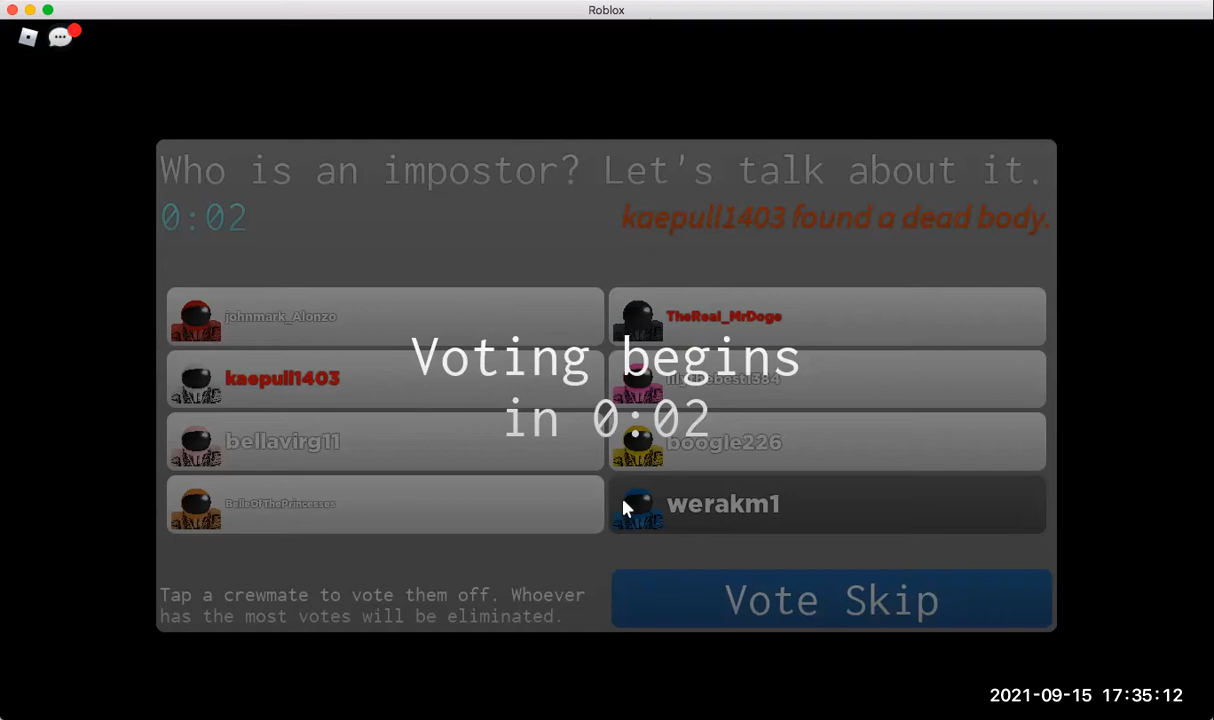 Roblox
Who is an impostor? Let's talk about it.
0:02
kaepull1403 found a dead body.
johnmark_Alonzo
TheReal_MrDoge
Voting begins
in 0:02
kaepull1403
bellavirg11
boogle226
BelleOfThePrincesses
werakm1
Tap a crewmate to vote them off. Whoever
has the most votes will be eliminated.
Vote Skip
2021-09-15 17:35:12